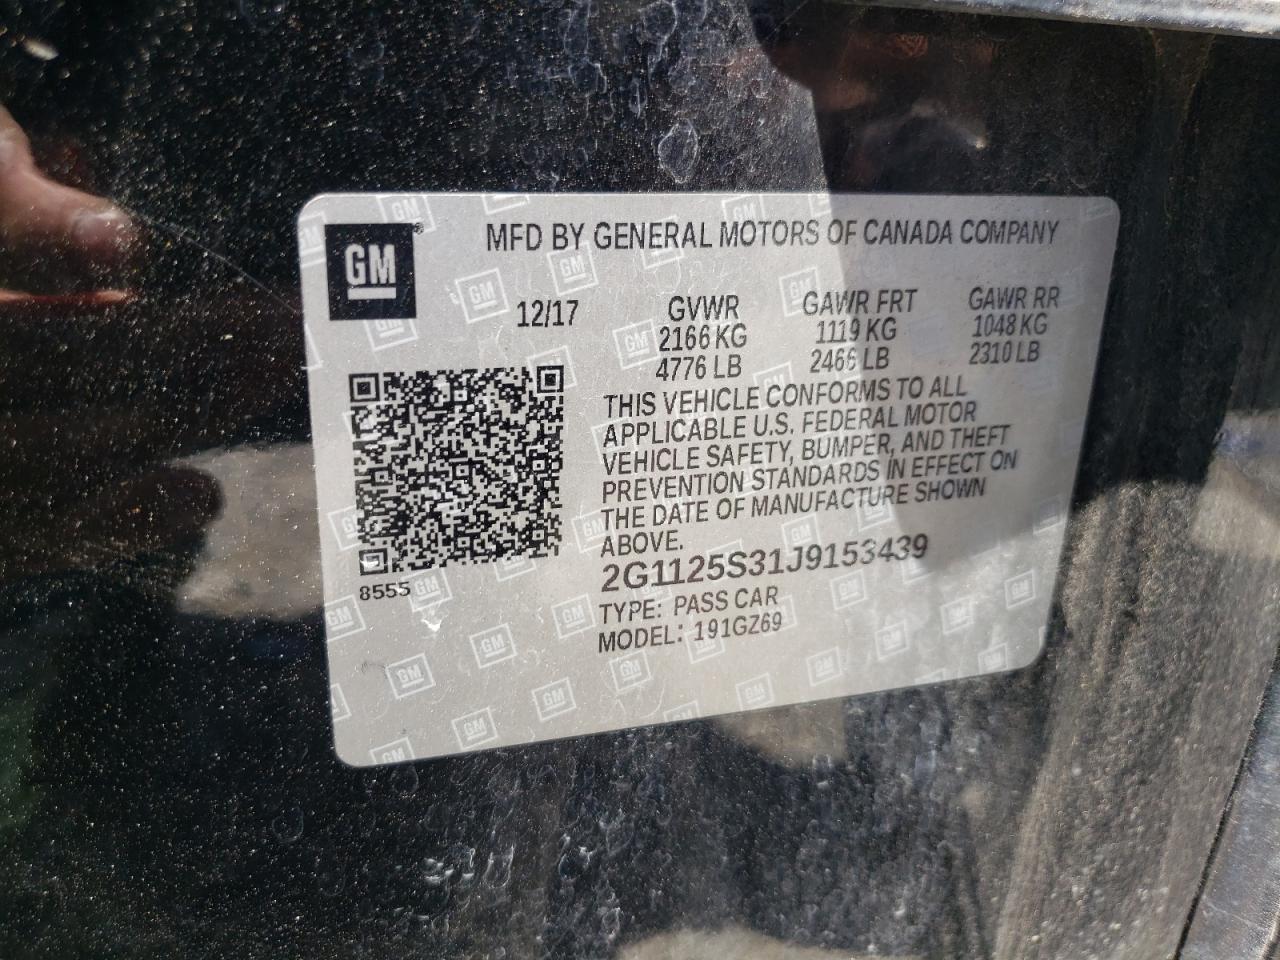 GM
MFD BY GENERAL MOTORS OF CANADA COMPANY
12/17 GVWR GAWR FRT GAWR RR
2166 KG 1119 KG 1048 KG
4776 LB 2466 LB 2310 LB
THIS VEHICLE CONFORMS TO ALL
APPLICABLE U.S. FEDERAL MOTOR
VEHICLE SAFETY, BUMPER, AND THEFT
PREVENTION STANDARDS IN EFFECT ON
THE DATE OF MANUFACTURE SHOWN
ABOVE.
8555
2G1125S31J9153439
TYPE: PASS CAR
MODEL: 191GZ69